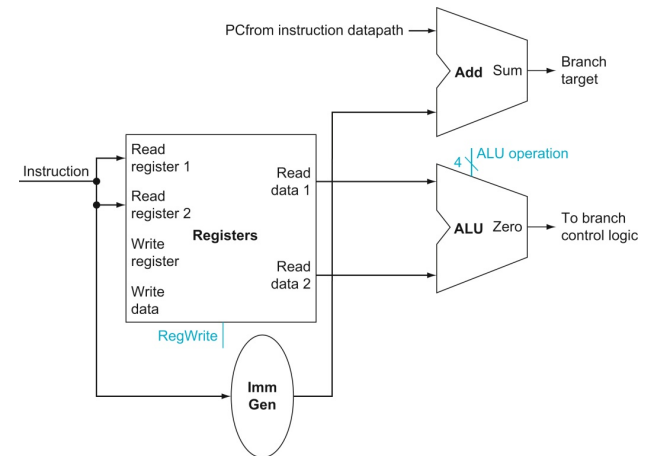 PCfrom instruction datapath
Add Sum
Branch
target
Instruction
Read
register 1
Read
register 2
Write
register
Write
data
Registers
Read
data 1
Read
data 2
RegWrite
4
ALU operation
ALU Zero
To branch
control logic
Imm
Gen